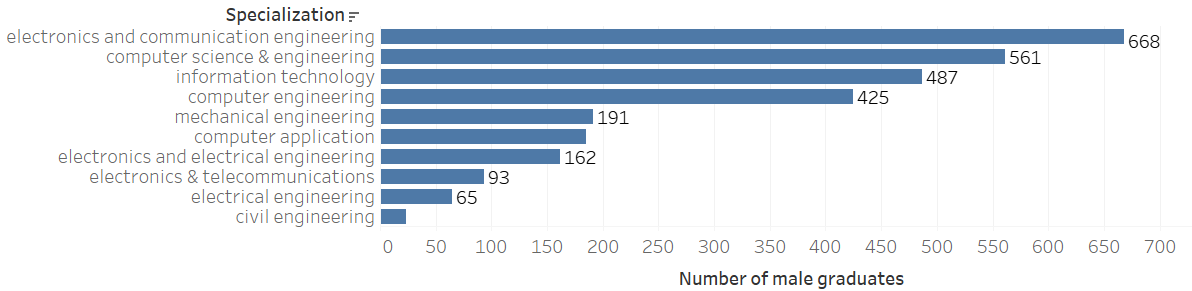 Specialization
electronics and communication engineering 668
computer science & engineering 561
information technology 487
computer engineering 425
mechanical engineering 191
computer application
electronics and electrical engineering 162
electronics & telecommunications 93
electrical engineering 65
civil engineering
0 50 100 150 200 250 300 350 400 450 500 550 600 650 700
Number of male graduates